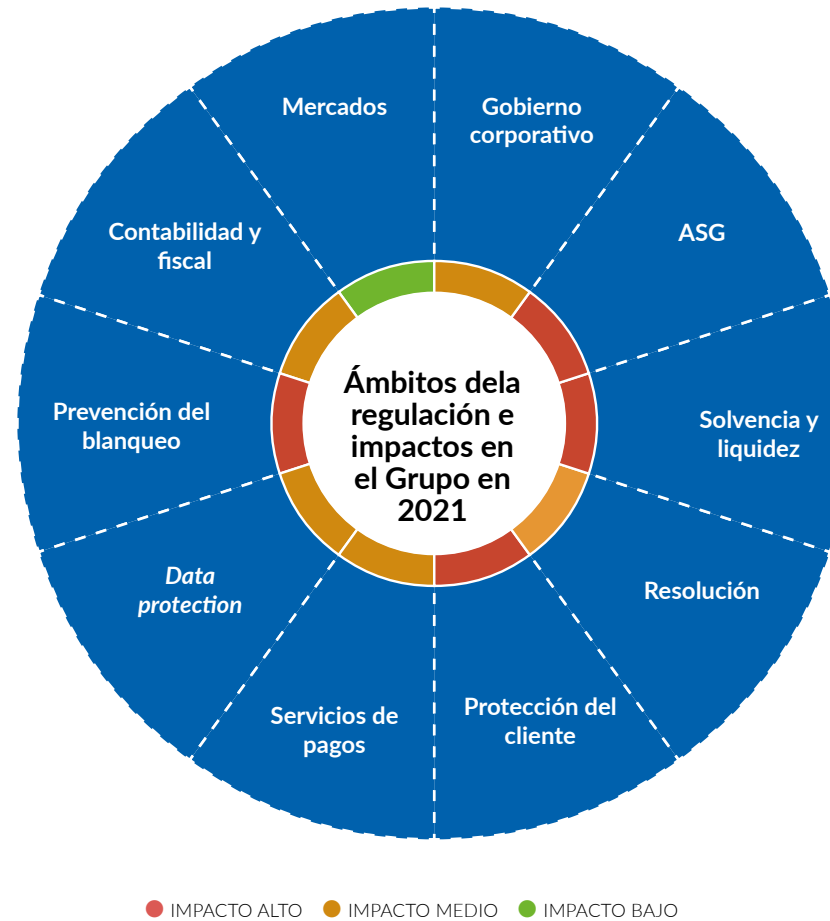 Mercados
Gobierno
corporativo
ASG
Solvencia y
liquidez
Resolución
Protección del
cliente
Servicios de
pagos
Data
protection
Prevención del
blanqueo
Contabilidad y
fiscal
Ámbitos dela
regulación e
impactos en
el Grupo en
2021
IMPACTO ALTO
IMPACTO MEDIO
IMPACTO BAJO